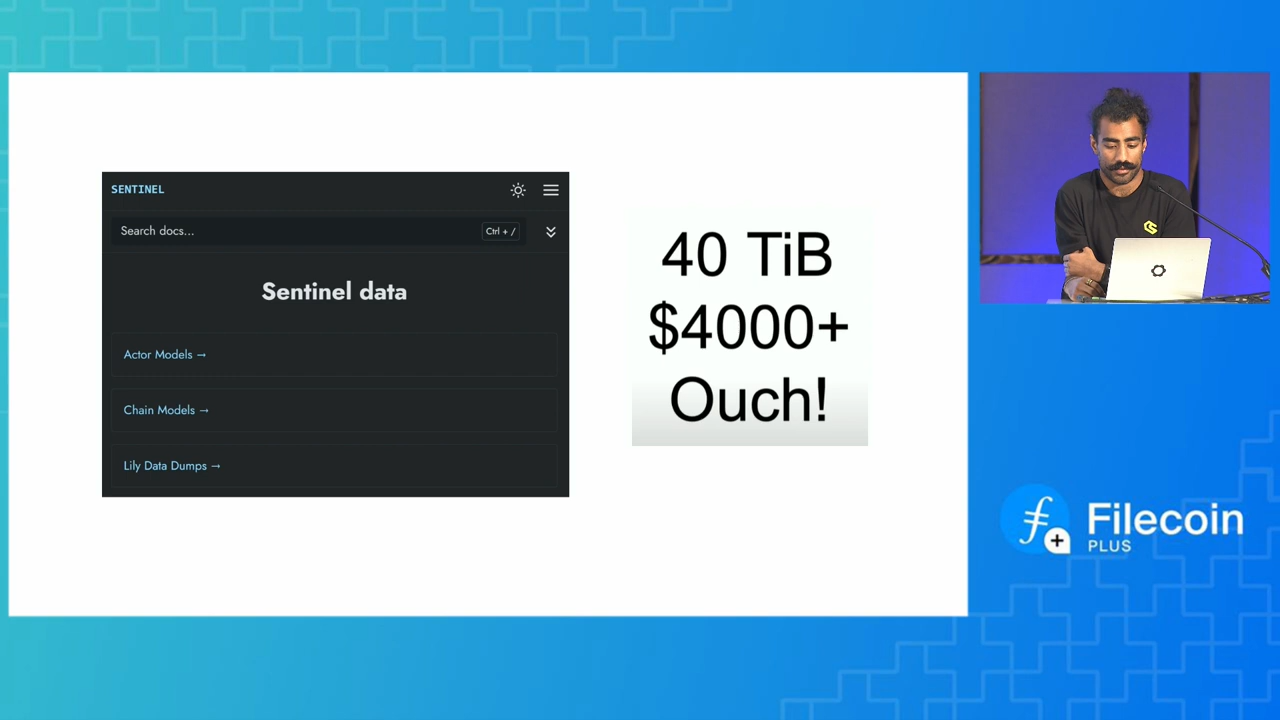 SENTINEL
Search docs...
Ctrl + /
Sentinel data
Actor Models →
Chain Models →
Lily Data Dumps →
40 TiB
$4000+
Ouch!
Filecoin
PLUS